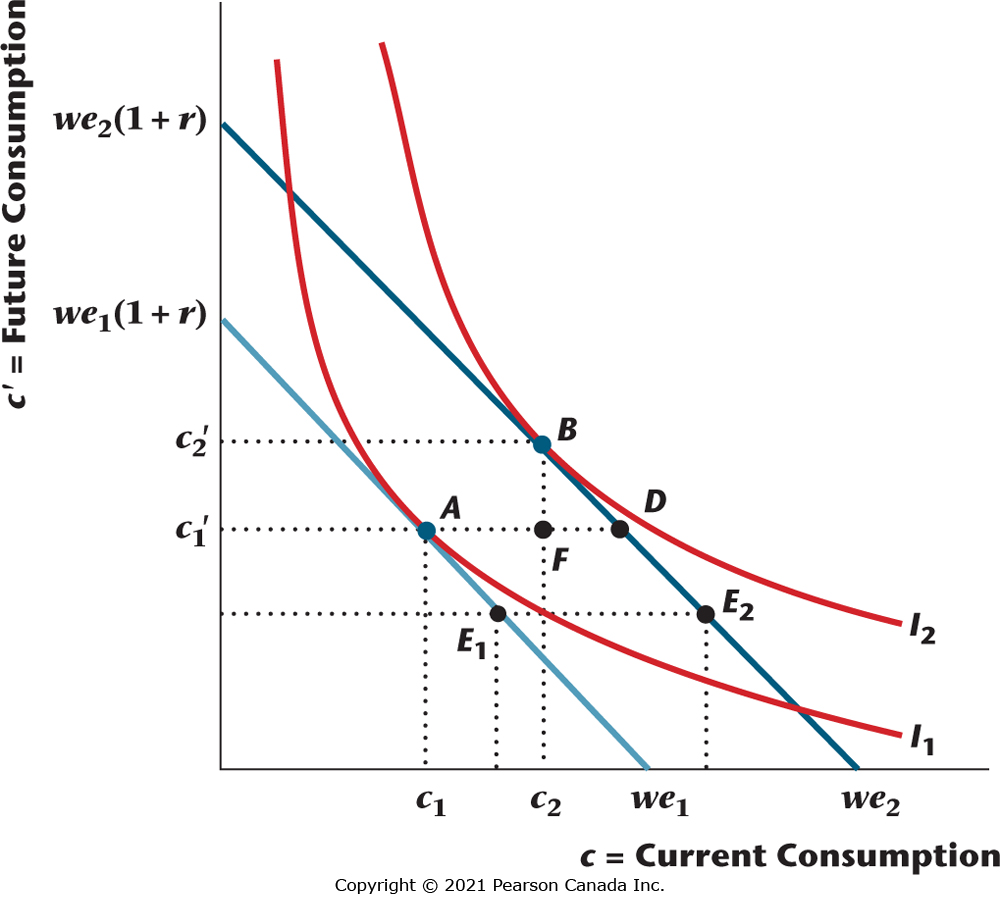 c′ = Future Consumption
we₂(1 + r)
we₁(1 + r)
c₂′
B
D
A
c₁′
F
E₂
E₁
I₂
I₁
c₁
c₂
we₁
we₂
c = Current Consumption
Copyright © 2021 Pearson Canada Inc.